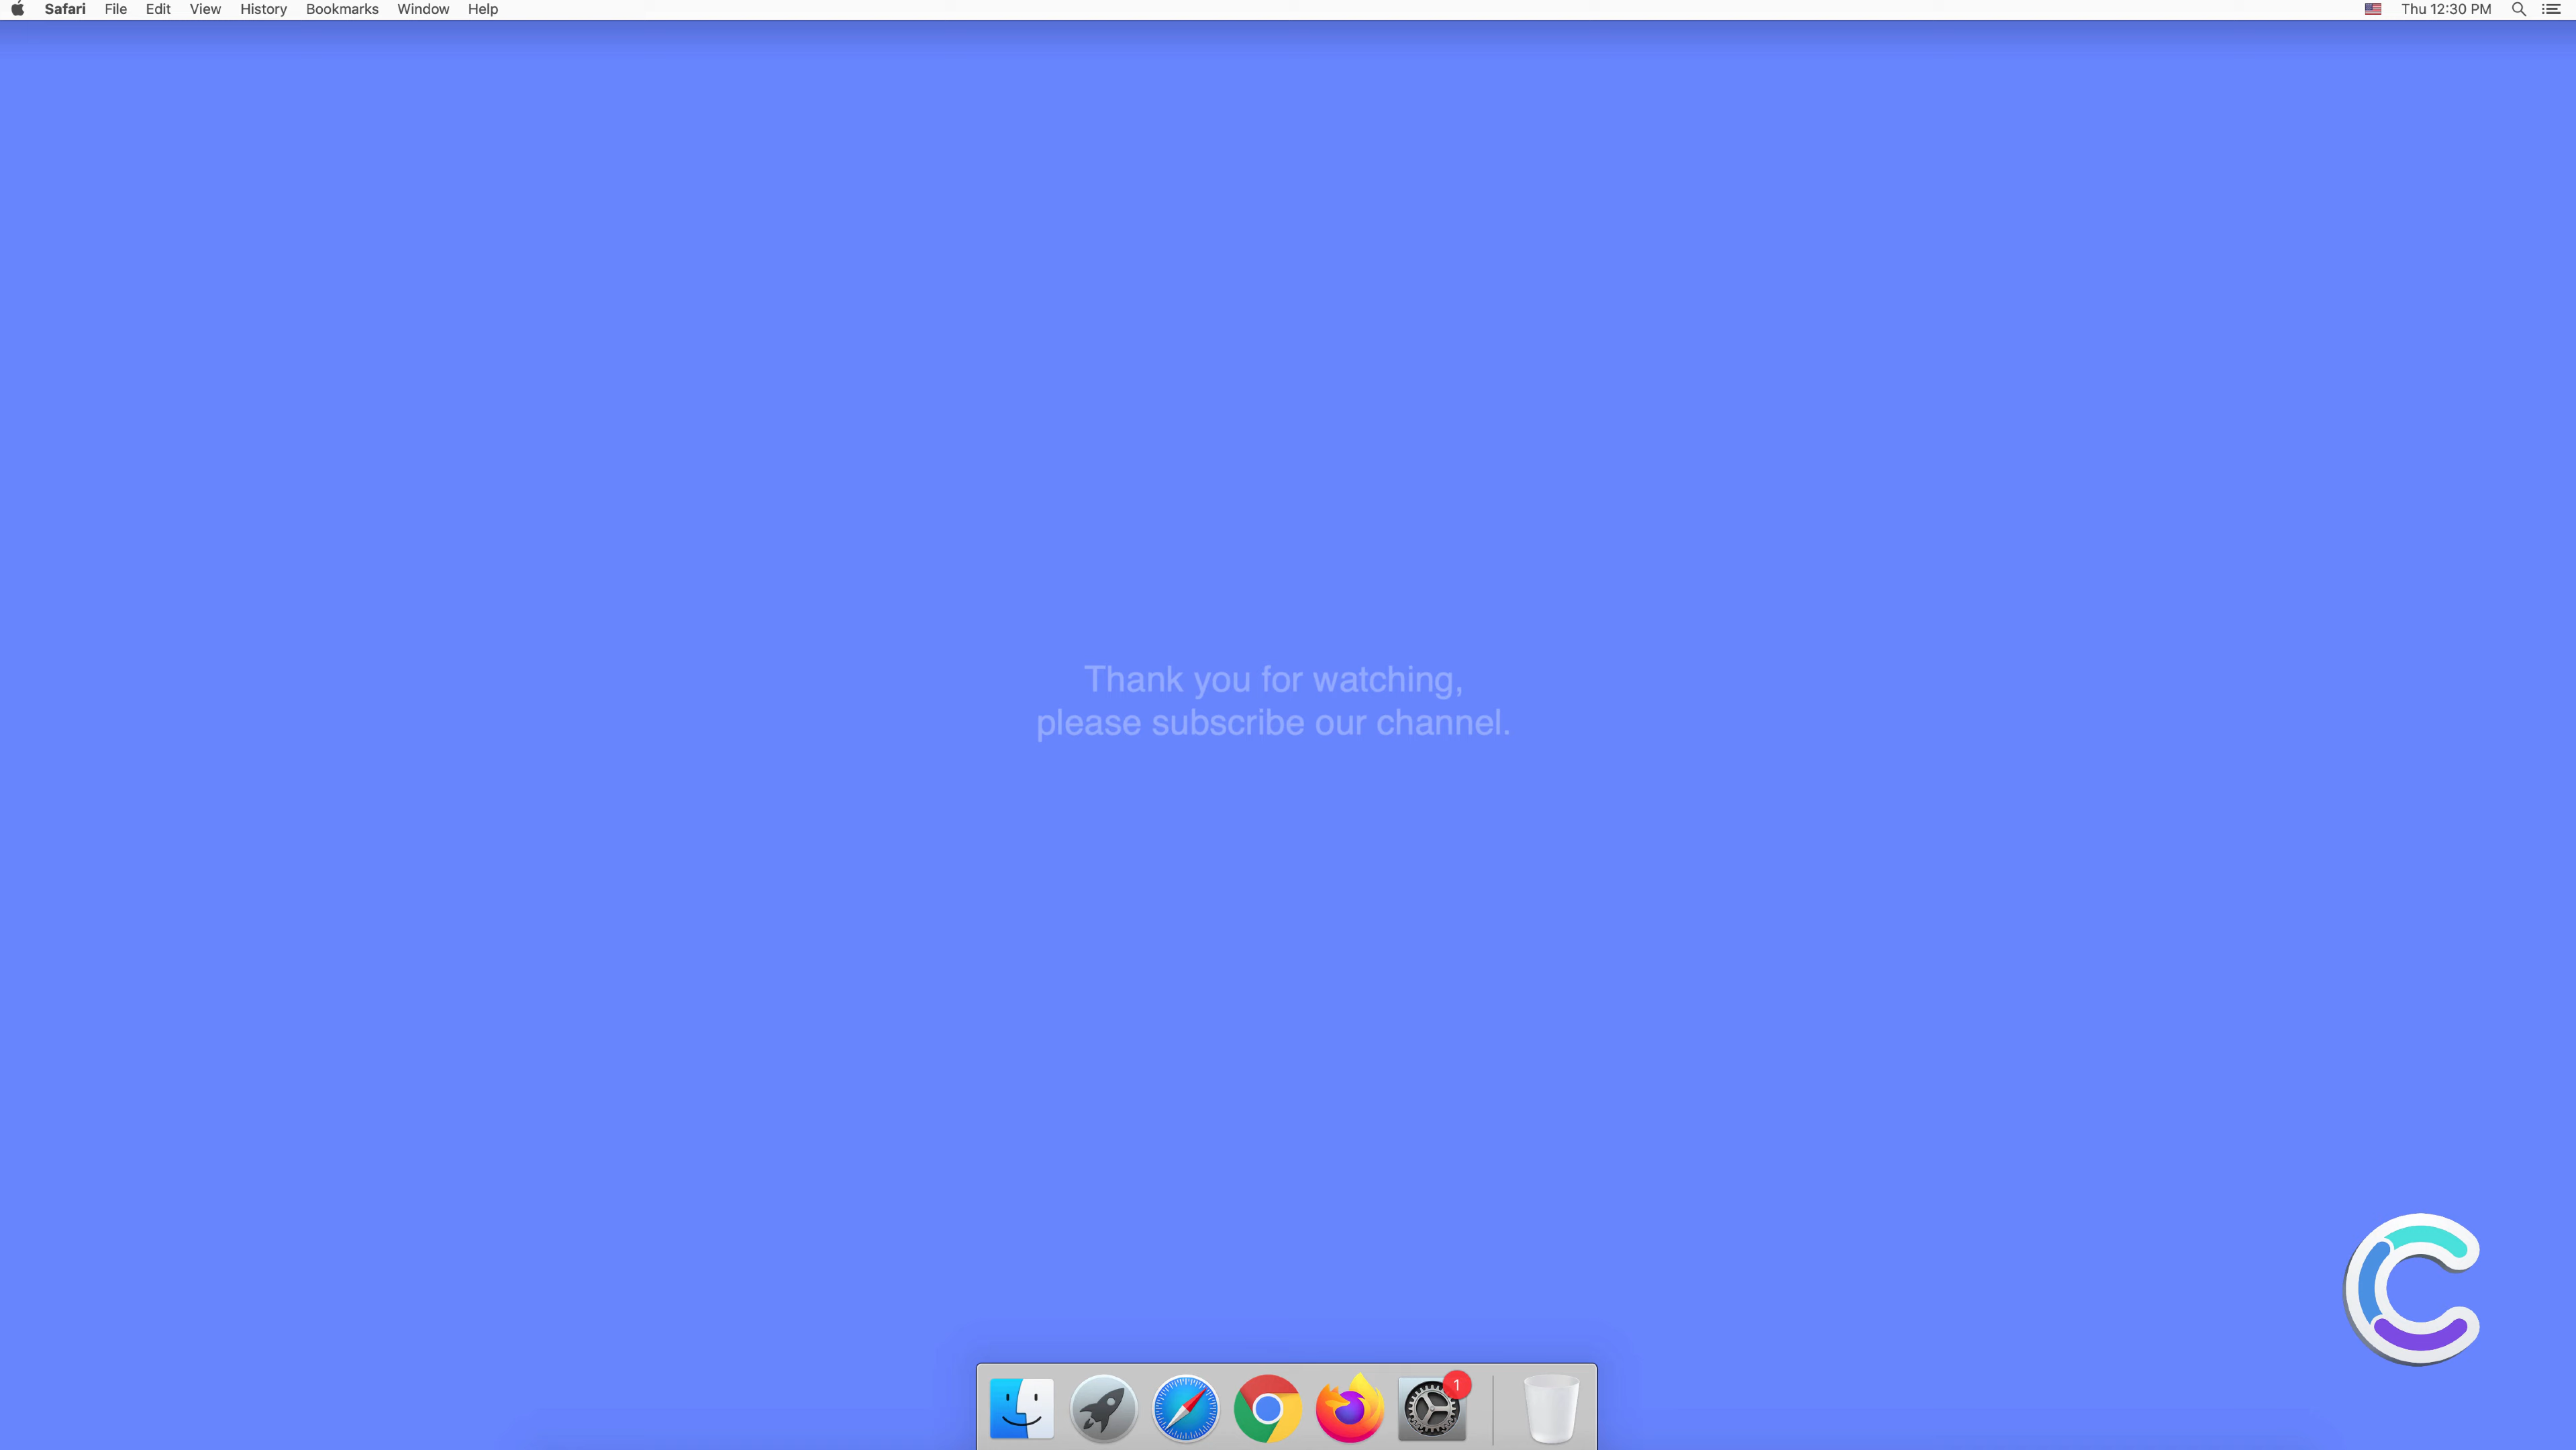 Safari File Edit View History Bookmarks Window Help Thu 12:30 PM
Thank you for watching,
please subscribe our channel.
1